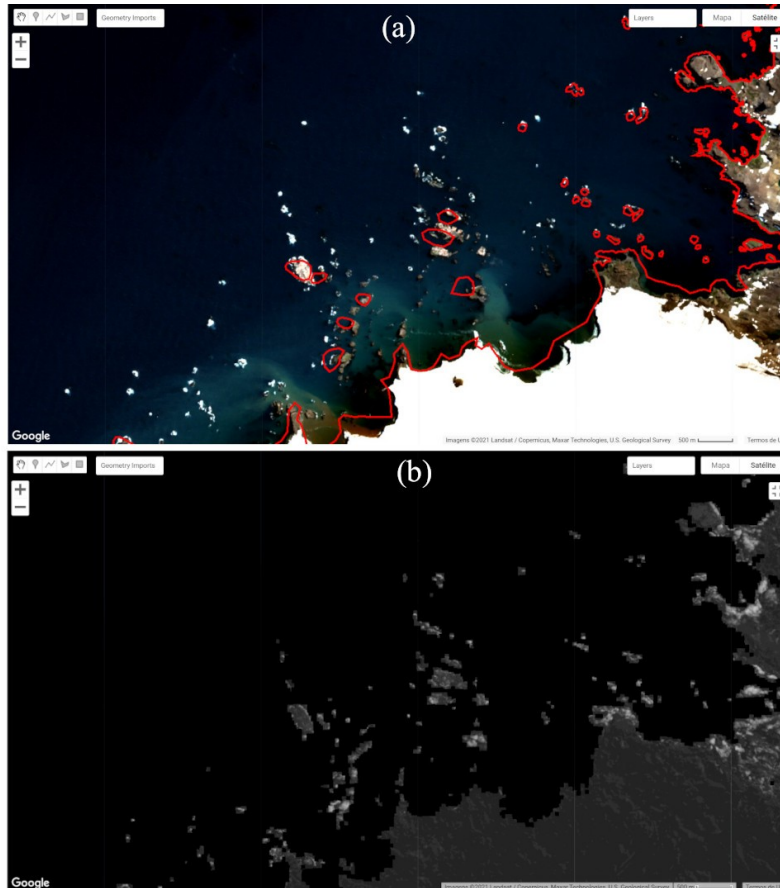 Geometry Imports
(a)
Layers
Mapa
Satélite
+
−
Google
Imagens ©2021 Landsat / Copernicus, Maxar Technologies, U.S. Geological Survey
500 m
Termos de U
Geometry Imports
(b)
Layers
Mapa
Satélite
+
−
Google
Imagens ©2021 Landsat / Copernicus, Maxar Technologies, U.S. Geological Survey
500 m